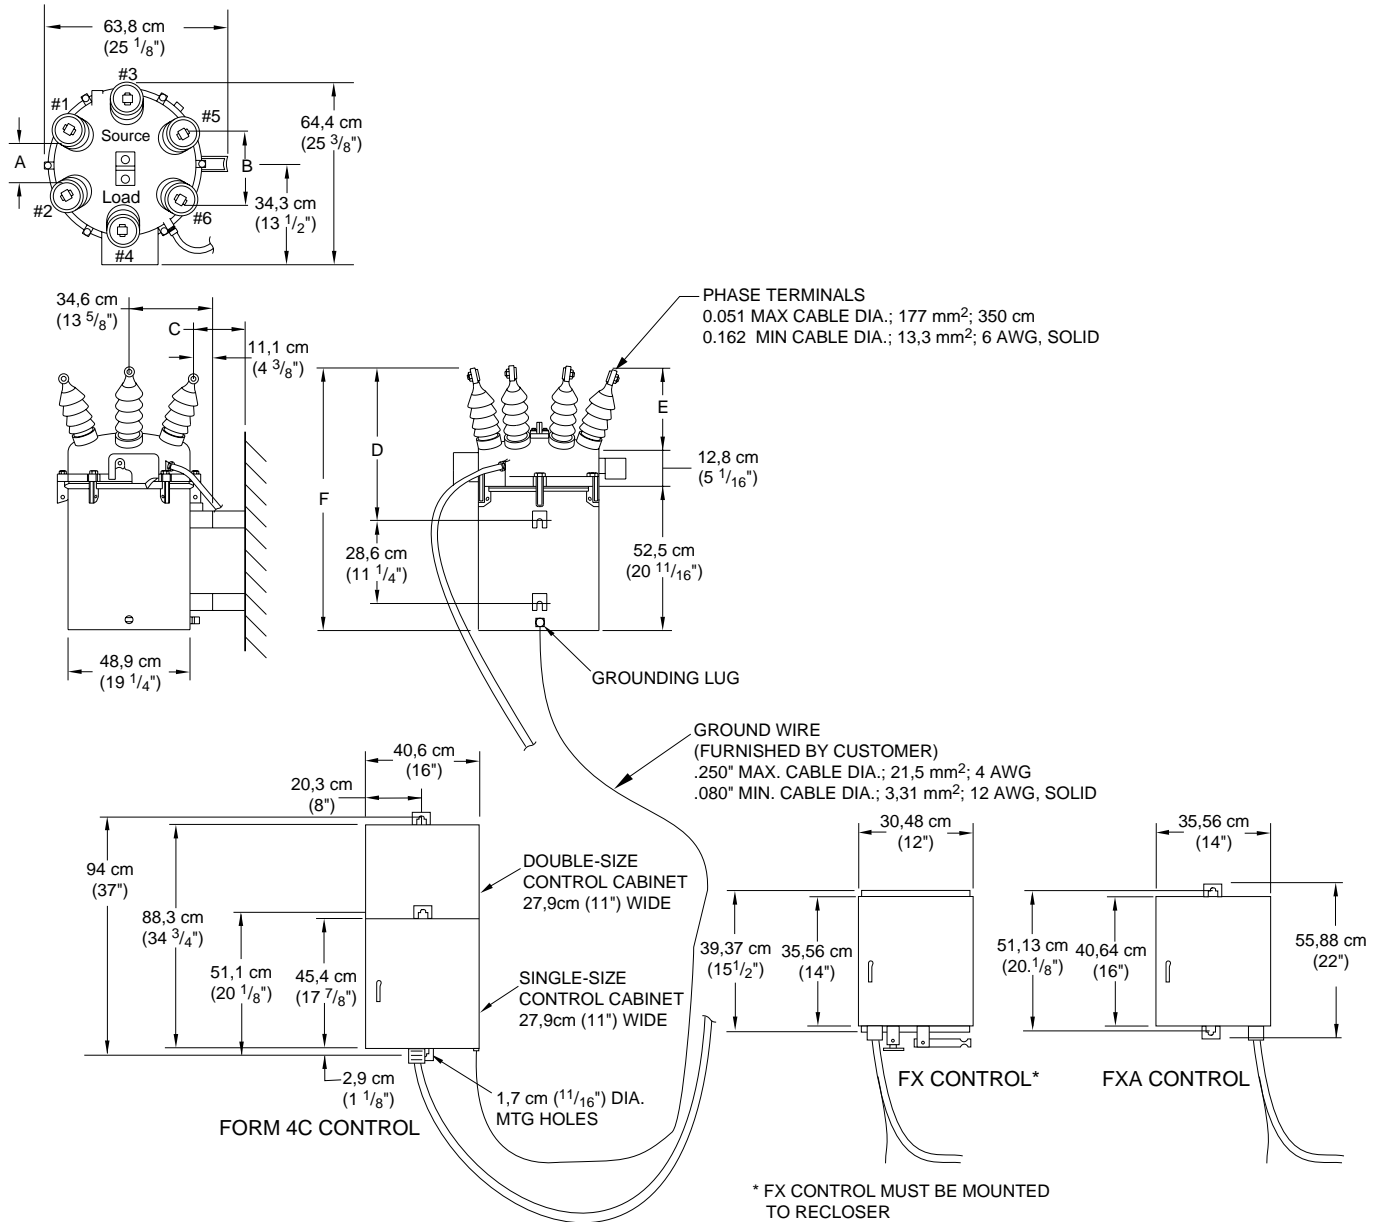 63,8 cm
(25 1/8")
#3
#1
#5
Source
64,4 cm
(25 3/8")
A
B
Load
34,3 cm
(13 1/2")
#2
#6
#4
34,6 cm
(13 5/8")
C
11,1 cm
(4 3/8")
PHASE TERMINALS
0.051 MAX CABLE DIA.; 177 mm²; 350 cm
0.162 MIN CABLE DIA.; 13,3 mm²; 6 AWG, SOLID
E
D
F
12,8 cm
(5 1/16")
28,6 cm
(11 1/4")
52,5 cm
(20 11/16")
48,9 cm
(19 1/4")
GROUNDING LUG
GROUND WIRE
(FURNISHED BY CUSTOMER)
.250" MAX. CABLE DIA.; 21,5 mm²; 4 AWG
.080" MIN. CABLE DIA.; 3,31 mm²; 12 AWG, SOLID
40,6 cm
(16")
20,3 cm
(8")
94 cm
(37")
88,3 cm
(34 3/4")
DOUBLE-SIZE
CONTROL CABINET
27,9cm (11") WIDE
51,1 cm
(20 1/8")
45,4 cm
(17 7/8")
SINGLE-SIZE
CONTROL CABINET
27,9cm (11") WIDE
2,9 cm
(1 1/8")
1,7 cm (11/16") DIA.
MTG HOLES
FORM 4C CONTROL
30,48 cm
(12")
39,37 cm
(15 1/2")
35,56 cm
(14")
FX CONTROL*
35,56 cm
(14")
51,13 cm
(20.1/8")
40,64 cm
(16")
55,88 cm
(22")
FXA CONTROL
* FX CONTROL MUST BE MOUNTED
TO RECLOSER